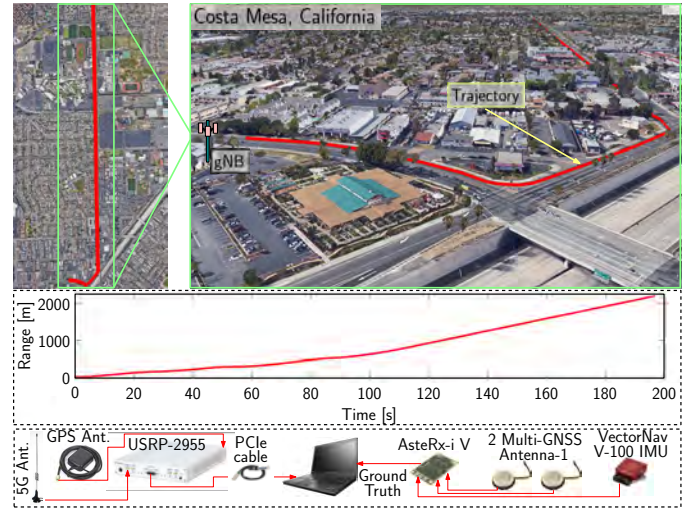 Costa Mesa, California
Trajectory
gNB
Range [m]
2000
1000
0
0 20 40 60 80 100 120 140 160 180 200
Time [s]
5G Ant.
GPS Ant.
USRP-2955
PCIe
cable
Ground
Truth
AsteRx-i V
2 Multi-GNSS
Antenna-1
VectorNav
V-100 IMU